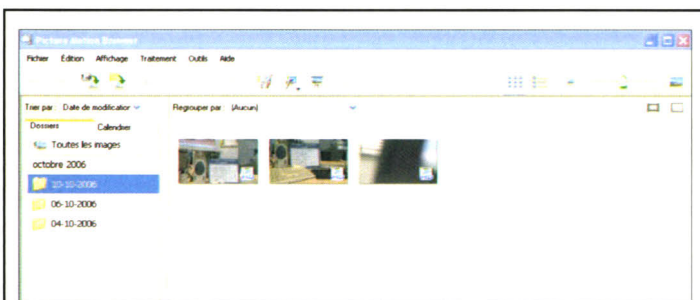 Picture Motion Browser
Fichier Édition Affichage Traitement Outils Aide
Trier par Date de modification Regrouper par (Aucun)
Dossiers Calendrier
Toutes les images
octobre 2006
10-10-2006
06-10-2006
04-10-2006